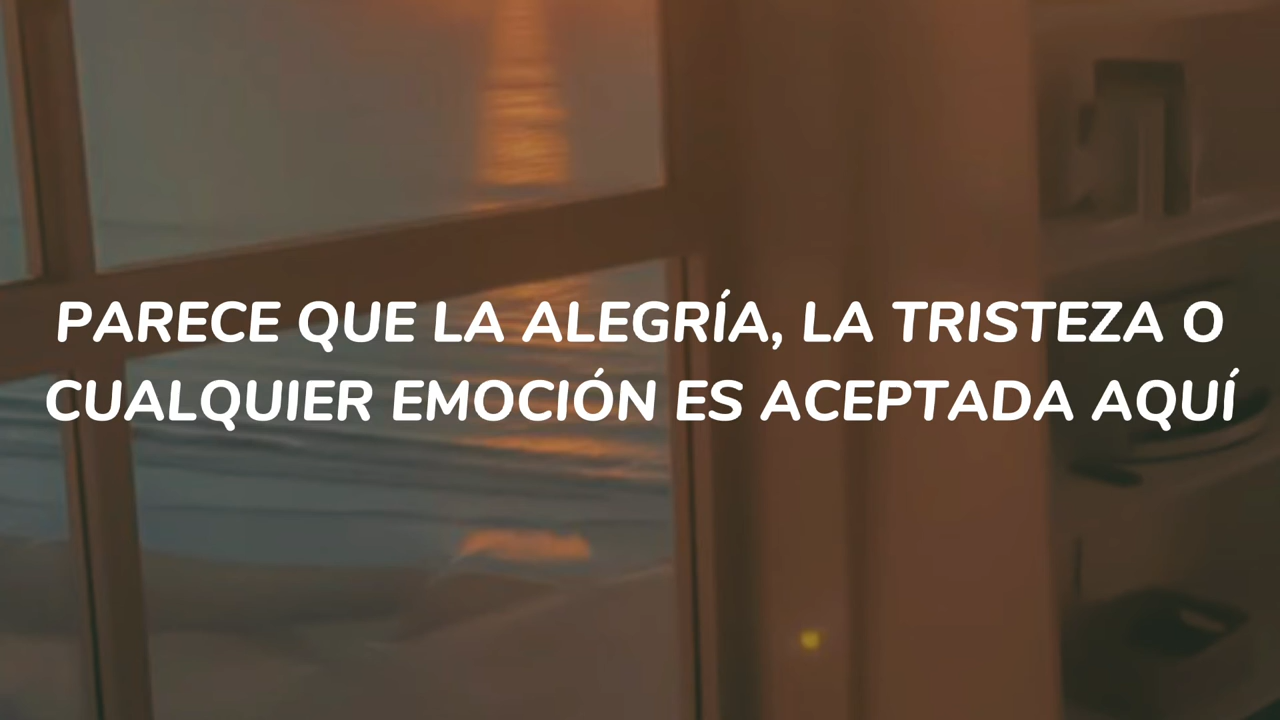 PARECE QUE LA ALEGRÍA, LA TRISTEZA O
CUALQUIER EMOCIÓN ES ACEPTADA AQUÍ